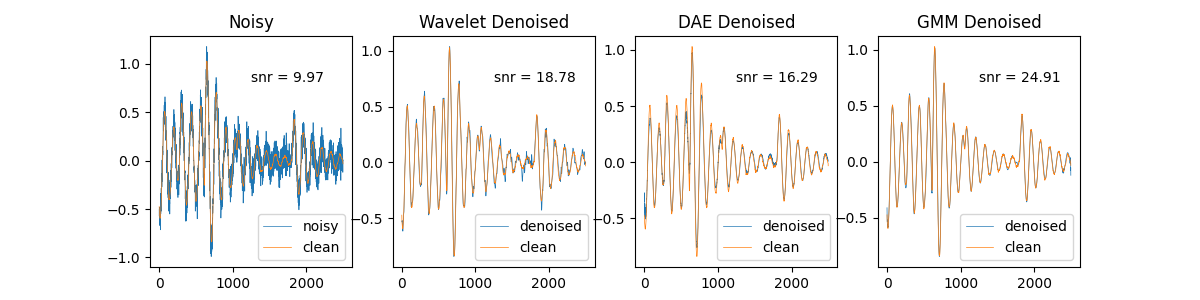 Noisy
snr = 9.97
noisy
clean
1.0
0.5
0.0
−0.5
−1.0
0
1000
2000
Wavelet Denoised
snr = 18.78
denoised
clean
1.0
0.5
0.0
−0.5
0
1000
2000
DAE Denoised
snr = 16.29
denoised
clean
1.0
0.5
0.0
−0.5
0
1000
2000
GMM Denoised
snr = 24.91
denoised
clean
1.0
0.5
0.0
−0.5
0
1000
2000